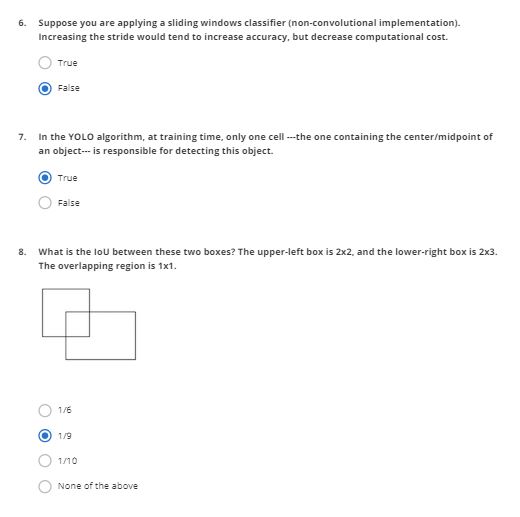 6. Suppose you are applying a sliding windows classifier (non-convolutional implementation).
Increasing the stride would tend to increase accuracy, but decrease computational cost.
True
False
7. In the YOLO algorithm, at training time, only one cell ---the one containing the center/midpoint of
an object--- is responsible for detecting this object.
True
False
8. What is the IoU between these two boxes? The upper-left box is 2x2, and the lower-right box is 2x3.
The overlapping region is 1x1.
1/6
1/9
1/10
None of the above